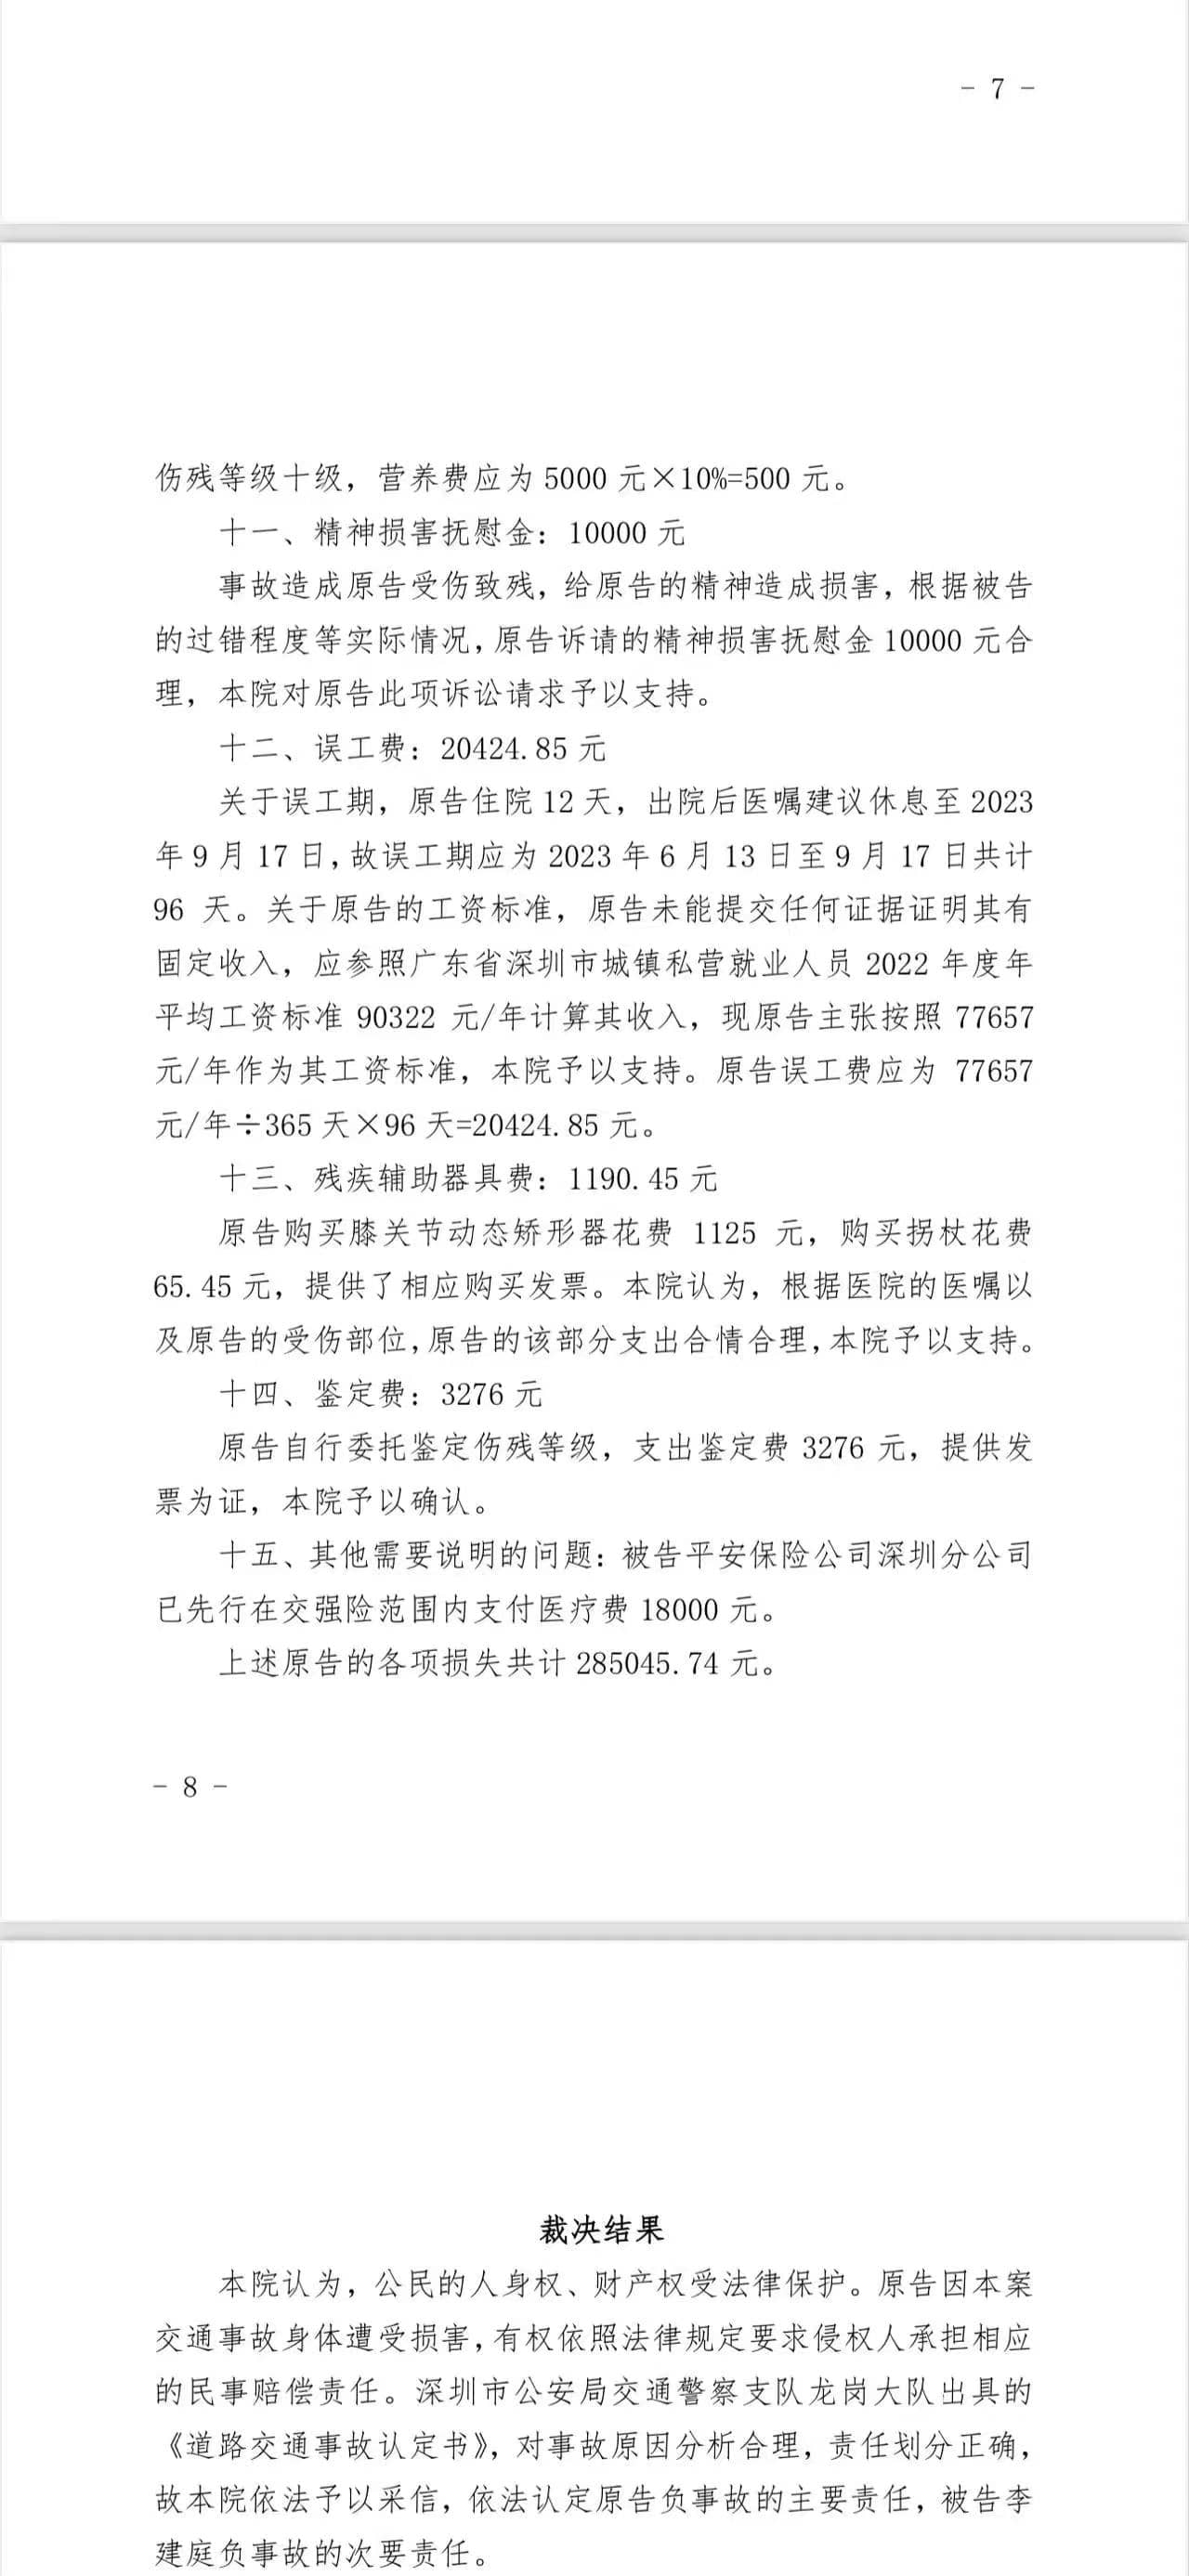 - 7 -
伤残等级十级，营养费应为 5000 元×10%=500 元。
十一、精神损害抚慰金：10000 元
事故造成原告受伤致残，给原告的精神造成损害，根据被告
的过错程度等实际情况，原告诉请的精神损害抚慰金 10000 元合
理，本院对原告此项诉讼请求予以支持。
十二、误工费：20424.85 元
关于误工期，原告住院 12 天，出院后医嘱建议休息至 2023
年 9 月 17 日，故误工期应为 2023 年 6 月 13 日至 9 月 17 日共计
96 天。关于原告的工资标准，原告未能提交任何证据证明其有
固定收入，应参照广东省深圳市城镇私营就业人员 2022 年度年
平均工资标准 90322 元/年计算其收入，现原告主张按照 77657
元/年作为其工资标准，本院予以支持。原告误工费应为 77657
元/年÷365 天×96 天=20424.85 元。
十三、残疾辅助器具费：1190.45 元
原告购买膝关节动态矫形器花费 1125 元，购买拐杖花费
65.45 元，提供了相应购买发票。本院认为，根据医院的医嘱以
及原告的受伤部位，原告的该部分支出合情合理，本院予以支持。
十四、鉴定费：3276 元
原告自行委托鉴定伤残等级，支出鉴定费 3276 元，提供发
票为证，本院予以确认。
十五、其他需要说明的问题：被告平安保险公司深圳分公司
已先行在交强险范围内支付医疗费 18000 元。
上述原告的各项损失共计 285045.74 元。
- 8 -
裁决结果
本院认为，公民的人身权、财产权受法律保护。原告因本案
交通事故身体遭受损害，有权依照法律规定要求侵权人承担相应
的民事赔偿责任。深圳市公安局交通警察支队龙岗大队出具的
《道路交通事故认定书》，对事故原因分析合理，责任划分正确，
故本院依法予以采信，依法认定原告负事故的主要责任，被告李
建庭负事故的次要责任。